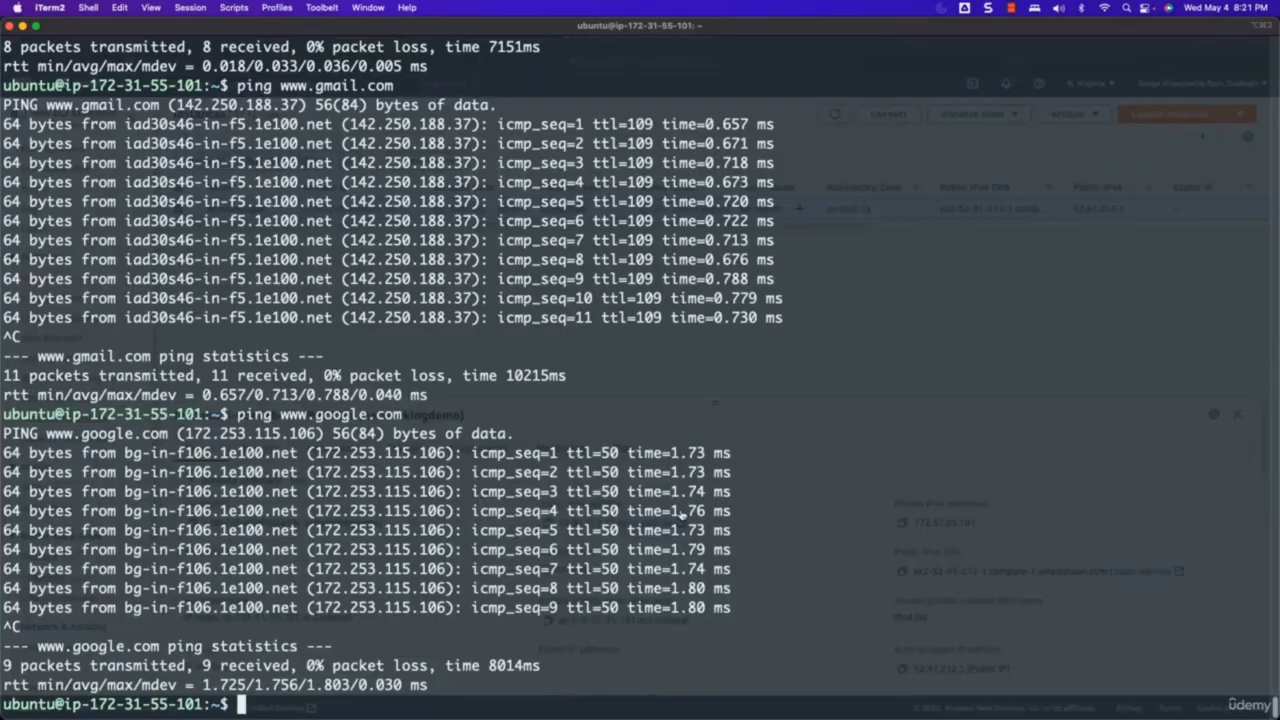 iTerm2 Shell Edit View Session Scripts Profiles Toolbelt Window Help Wed May 4 8:21 PM
ubuntu@ip-172-31-55-101: ~
8 packets transmitted, 8 received, 0% packet loss, time 7151ms
rtt min/avg/max/mdev = 0.018/0.033/0.036/0.005 ms
ubuntu@ip-172-31-55-101:~$ ping www.gmail.com
PING www.gmail.com (142.250.188.37) 56(84) bytes of data.
64 bytes from iad30s46-in-f5.1e100.net (142.250.188.37): icmp_seq=1 ttl=109 time=0.657 ms
64 bytes from iad30s46-in-f5.1e100.net (142.250.188.37): icmp_seq=2 ttl=109 time=0.671 ms
64 bytes from iad30s46-in-f5.1e100.net (142.250.188.37): icmp_seq=3 ttl=109 time=0.718 ms
64 bytes from iad30s46-in-f5.1e100.net (142.250.188.37): icmp_seq=4 ttl=109 time=0.673 ms
64 bytes from iad30s46-in-f5.1e100.net (142.250.188.37): icmp_seq=5 ttl=109 time=0.720 ms
64 bytes from iad30s46-in-f5.1e100.net (142.250.188.37): icmp_seq=6 ttl=109 time=0.722 ms
64 bytes from iad30s46-in-f5.1e100.net (142.250.188.37): icmp_seq=7 ttl=109 time=0.713 ms
64 bytes from iad30s46-in-f5.1e100.net (142.250.188.37): icmp_seq=8 ttl=109 time=0.676 ms
64 bytes from iad30s46-in-f5.1e100.net (142.250.188.37): icmp_seq=9 ttl=109 time=0.788 ms
64 bytes from iad30s46-in-f5.1e100.net (142.250.188.37): icmp_seq=10 ttl=109 time=0.779 ms
64 bytes from iad30s46-in-f5.1e100.net (142.250.188.37): icmp_seq=11 ttl=109 time=0.730 ms
^C
--- www.gmail.com ping statistics ---
11 packets transmitted, 11 received, 0% packet loss, time 10215ms
rtt min/avg/max/mdev = 0.657/0.713/0.788/0.040 ms
ubuntu@ip-172-31-55-101:~$ ping www.google.com
PING www.google.com (172.253.115.106) 56(84) bytes of data.
64 bytes from bg-in-f106.1e100.net (172.253.115.106): icmp_seq=1 ttl=50 time=1.73 ms
64 bytes from bg-in-f106.1e100.net (172.253.115.106): icmp_seq=2 ttl=50 time=1.73 ms
64 bytes from bg-in-f106.1e100.net (172.253.115.106): icmp_seq=3 ttl=50 time=1.74 ms
64 bytes from bg-in-f106.1e100.net (172.253.115.106): icmp_seq=4 ttl=50 time=1.76 ms
64 bytes from bg-in-f106.1e100.net (172.253.115.106): icmp_seq=5 ttl=50 time=1.73 ms
64 bytes from bg-in-f106.1e100.net (172.253.115.106): icmp_seq=6 ttl=50 time=1.79 ms
64 bytes from bg-in-f106.1e100.net (172.253.115.106): icmp_seq=7 ttl=50 time=1.74 ms
64 bytes from bg-in-f106.1e100.net (172.253.115.106): icmp_seq=8 ttl=50 time=1.80 ms
64 bytes from bg-in-f106.1e100.net (172.253.115.106): icmp_seq=9 ttl=50 time=1.80 ms
^C
--- www.google.com ping statistics ---
9 packets transmitted, 9 received, 0% packet loss, time 8014ms
rtt min/avg/max/mdev = 1.725/1.756/1.803/0.030 ms
ubuntu@ip-172-31-55-101:~$
udemy